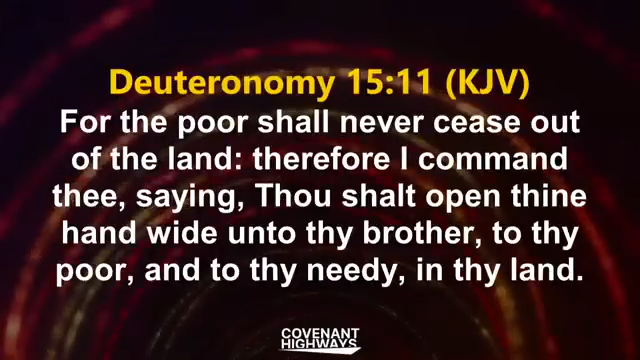 Deuteronomy 15:11 (KJV)
For the poor shall never cease out
of the land: therefore I command
thee, saying, Thou shalt open thine
hand wide unto thy brother, to thy
poor, and to thy needy, in thy land.
COVENANT
HIGHWAYS